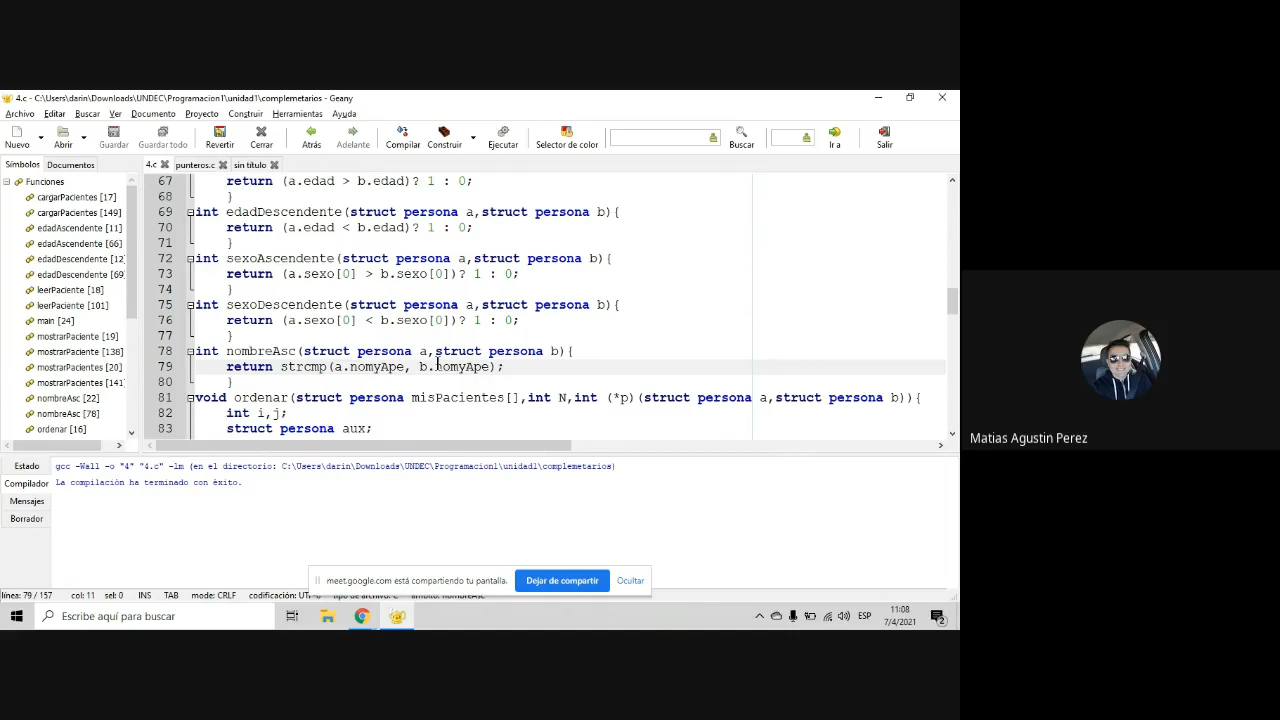 4.c - C:\Users\darin\Downloads\UNDEC\Programacion1\unidad1\complemetarios - Geany
Archivo Editar Buscar Ver Documento Proyecto Construir Herramientas Ayuda
Nuevo Abrir Guardar Guardar todo Revertir Cerrar Atrás Adelante Compilar Construir Ejecutar Selector de color Buscar Ir a Salir
Símbolos Documentos
4.c punteros.c sin título
Funciones
cargarPacientes [17]
cargarPacientes [149]
edadAscendente [11]
edadAscendente [66]
edadDescendente [12]
edadDescendente [69]
leerPaciente [18]
leerPaciente [101]
main [24]
mostrarPaciente [19]
mostrarPaciente [138]
mostrarPacientes [20]
mostrarPacientes [141]
nombreAsc [22]
nombreAsc [78]
ordenar [16]
67 return (a.edad > b.edad)? 1 : 0;
68 }
69 int edadDescendente(struct persona a,struct persona b){
70 return (a.edad < b.edad)? 1 : 0;
71 }
72 int sexoAscendente(struct persona a,struct persona b){
73 return (a.sexo[0] > b.sexo[0])? 1 : 0;
74 }
75 int sexoDescendente(struct persona a,struct persona b){
76 return (a.sexo[0] < b.sexo[0])? 1 : 0;
77 }
78 int nombreAsc(struct persona a,struct persona b){
79 return strcmp(a.nomyApe, b.nomyApe);
80 }
81 void ordenar(struct persona misPacientes[],int N,int (*p)(struct persona a,struct persona b)){
82 int i,j;
83 struct persona aux;
Estado
Compilador
Mensajes
Borrador
gcc -Wall -o "4" "4.c" -lm (en el directorio: C:\Users\darin\Downloads\UNDEC\Programacion1\unidad1\complemetarios)
La compilación ha terminado con éxito.
meet.google.com está compartiendo tu pantalla. Dejar de compartir Ocultar
línea: 79 / 157 col: 11 sel: 0 INS TAB modo: CRLF codificación: UTF-8
Escribe aquí para buscar
ESP
11:08
7/4/2021
2
Matias Agustin Perez